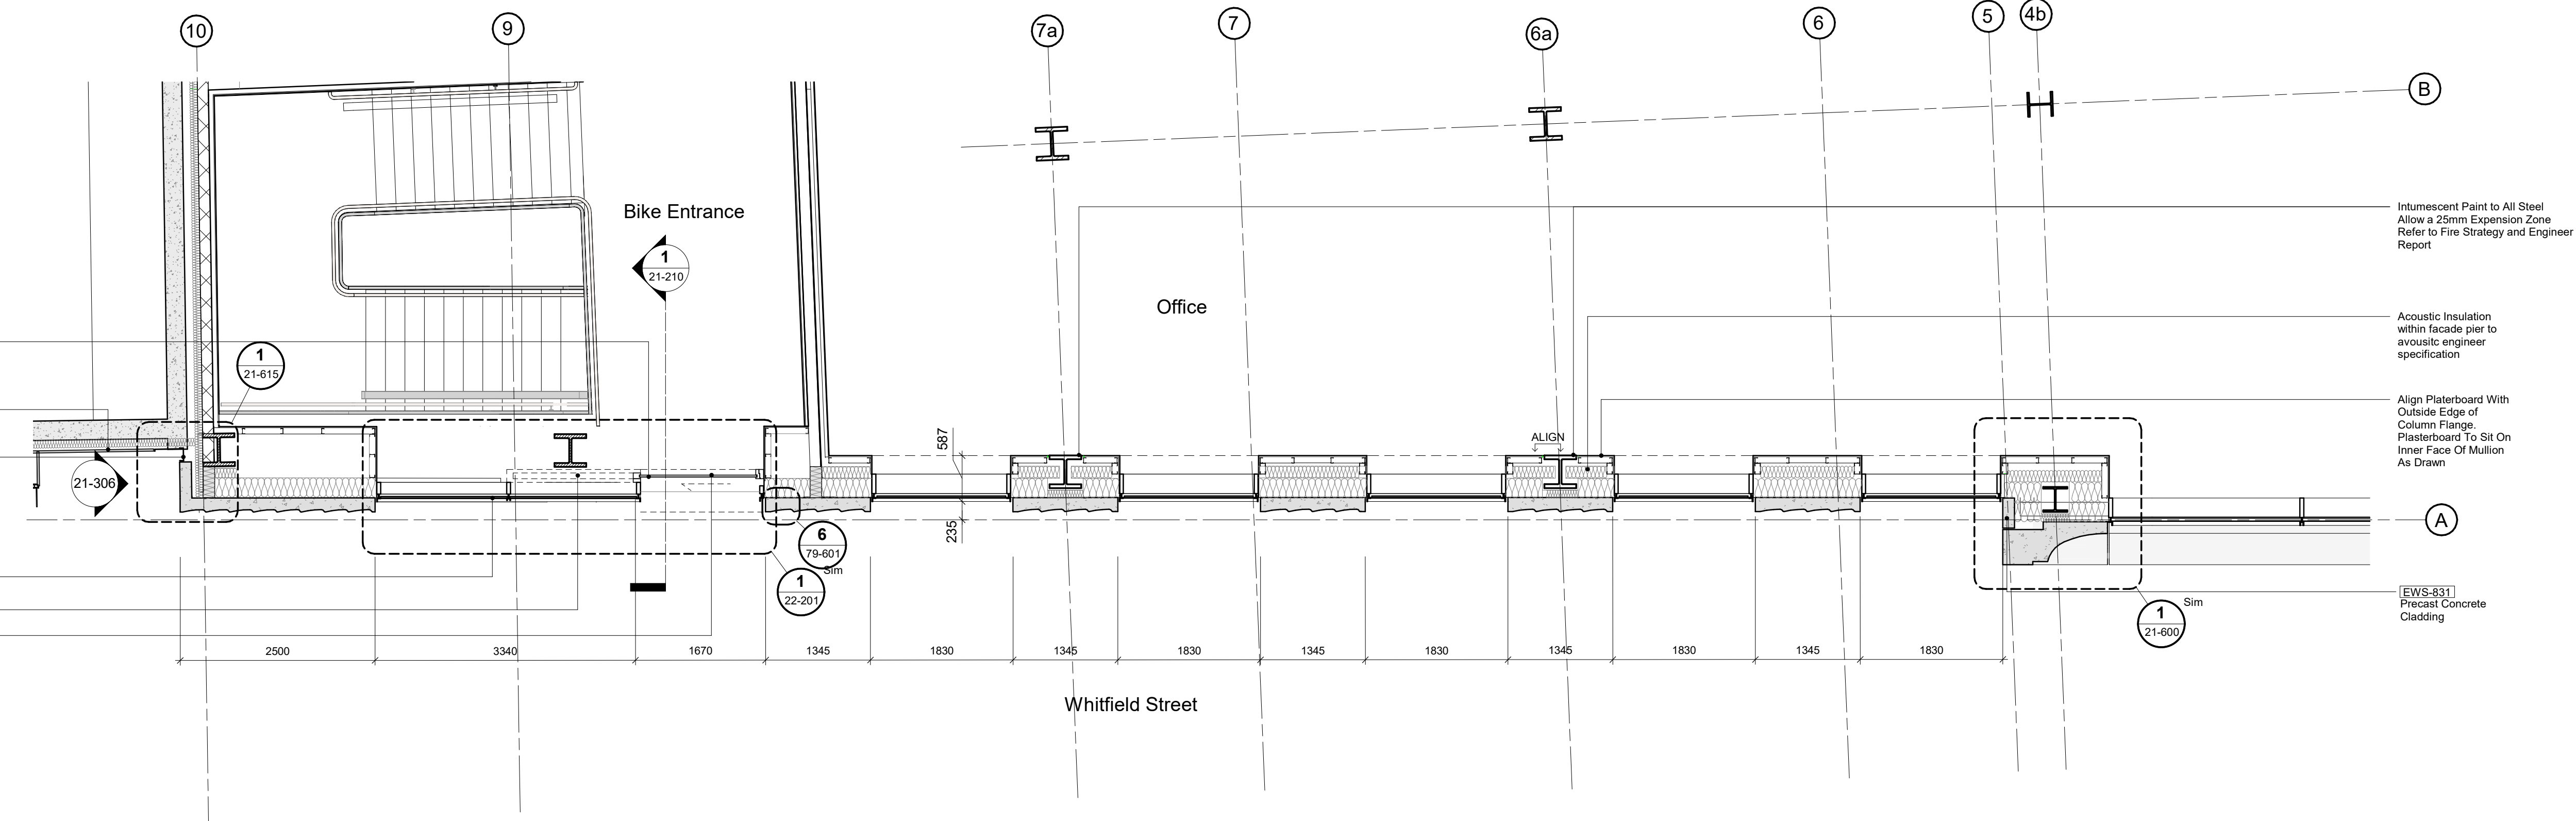 10
9
7a
7
6a
6
5
4b
B
Bike Entrance
1
21-210
Intumescent Paint to All Steel
Allow a 25mm Expension Zone
Refer to Fire Strategy and Engineer
Report
Office
Acoustic Insulation
within facade pier to
avousitc engineer
specification
1
21-615
Align Platerboard With
Outside Edge of
Column Flange.
Plasterboard To Sit On
Inner Face Of Mullion
As Drawn
587
ALIGN
21-306
235
A
6
79-601
Sim
1
22-201
EWS-831
Precast Concrete
Cladding
Sim
1
21-600
2500
3340
1670
1345
1830
1345
1830
1345
1830
1345
1830
1345
1830
Whitfield Street